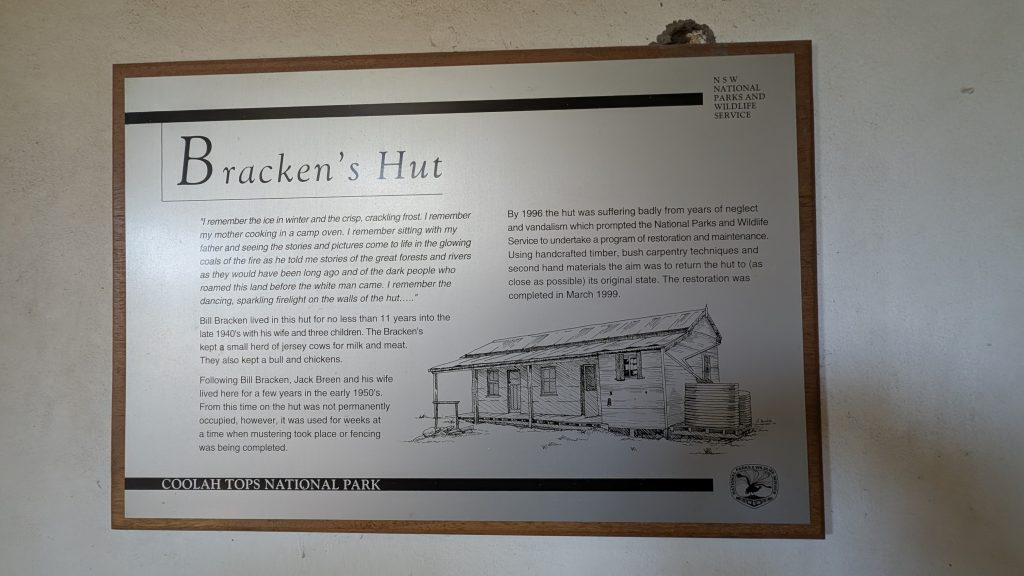 N S W
NATIONAL
PARKS AND
WILDLIFE
SERVICE
Bracken's Hut
"I remember the ice in winter and the crisp, crackling frost. I remember
my mother cooking in a camp oven. I remember sitting with my
father and seeing the stories and pictures come to life in the glowing
coals of the fire as he told me stories of the great forests and rivers
as they would have been long ago and of the dark people who
roamed this land before the white man came. I remember the
dancing, sparkling firelight on the walls of the hut....."
Bill Bracken lived in this hut for no less than 11 years into the
late 1940's with his wife and three children. The Bracken's
kept a small herd of jersey cows for milk and meat.
They also kept a bull and chickens.
Following Bill Bracken, Jack Breen and his wife
lived here for a few years in the early 1950's.
From this time on the hut was not permanently
occupied, however, it was used for weeks at
a time when mustering took place or fencing
was being completed.
By 1996 the hut was suffering badly from years of neglect
and vandalism which prompted the National Parks and Wildlife
Service to undertake a program of restoration and maintenance.
Using handcrafted timber, bush carpentry techniques and
second hand materials the aim was to return the hut to (as
close as possible) its original state. The restoration was
completed in March 1999.
COOLAH TOPS NATIONAL PARK